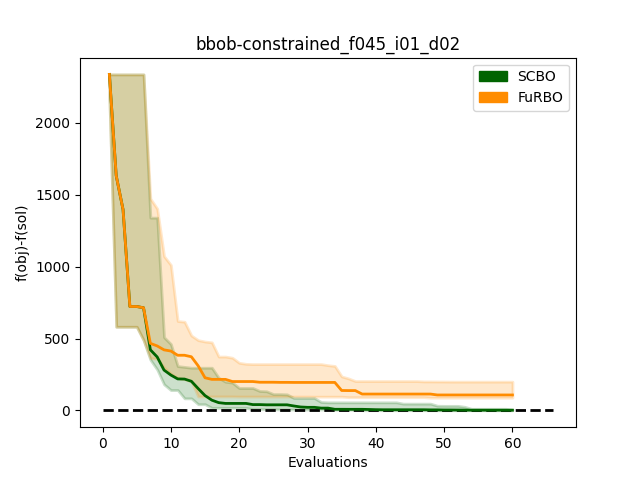 bbob-constrained_f045_i01_d02
SCBO
FuRBO
f(obj)-f(sol)
2000
1500
1000
500
0
0 10 20 30 40 50 60
Evaluations